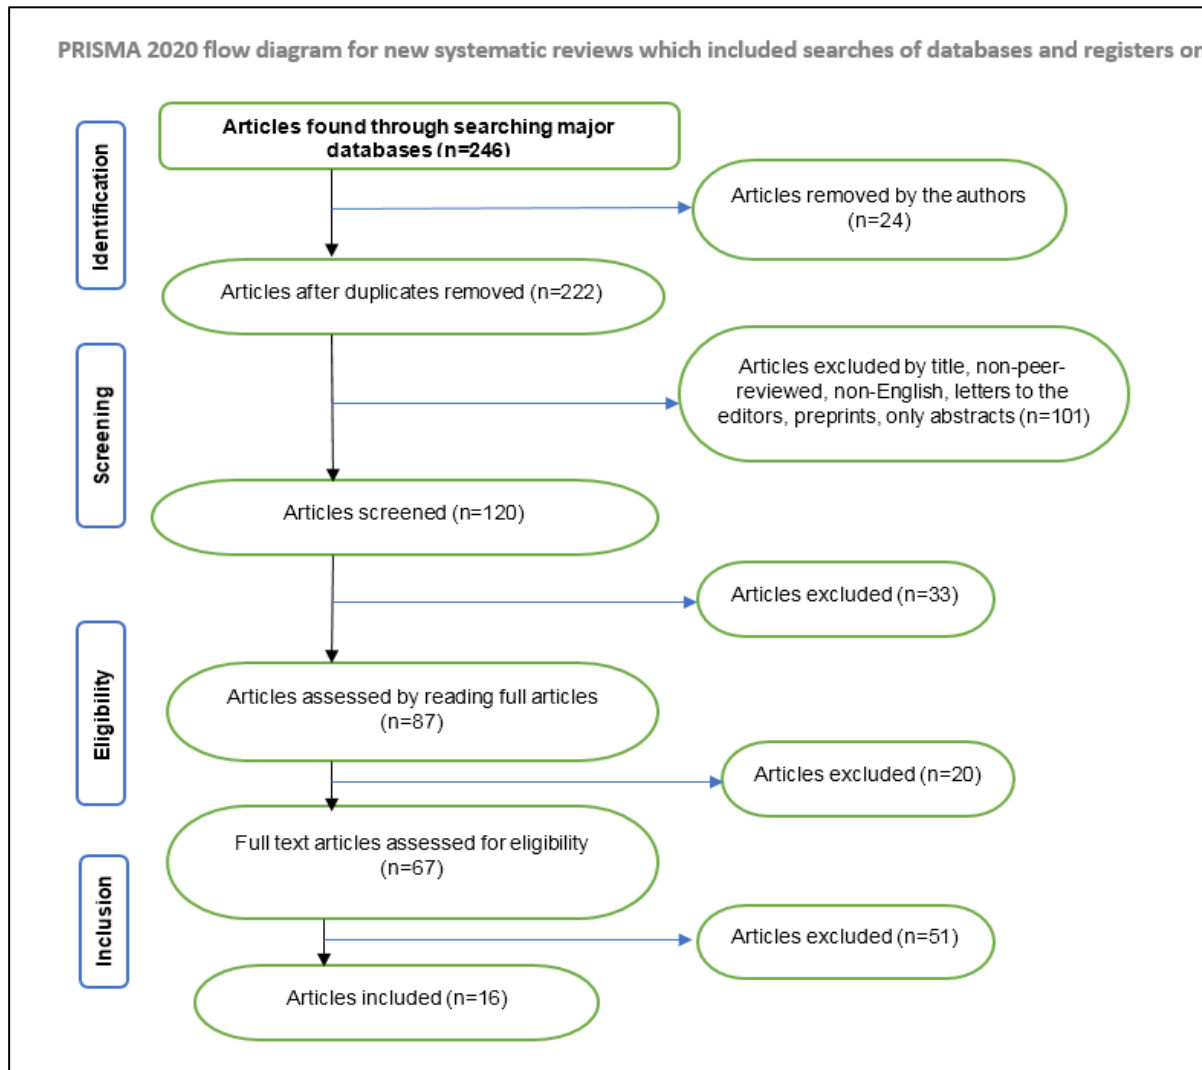 PRISMA 2020 flow diagram for new systematic reviews which included searches of databases and registers or
Identification
Articles found through searching major
databases (n=246)
Articles removed by the authors
(n=24)
Articles after duplicates removed (n=222)
Screening
Articles excluded by title, non-peer-
reviewed, non-English, letters to the
editors, preprints, only abstracts (n=101)
Articles screened (n=120)
Articles excluded (n=33)
Eligibility
Articles assessed by reading full articles
(n=87)
Articles excluded (n=20)
Full text articles assessed for eligibility
(n=67)
Inclusion
Articles excluded (n=51)
Articles included (n=16)